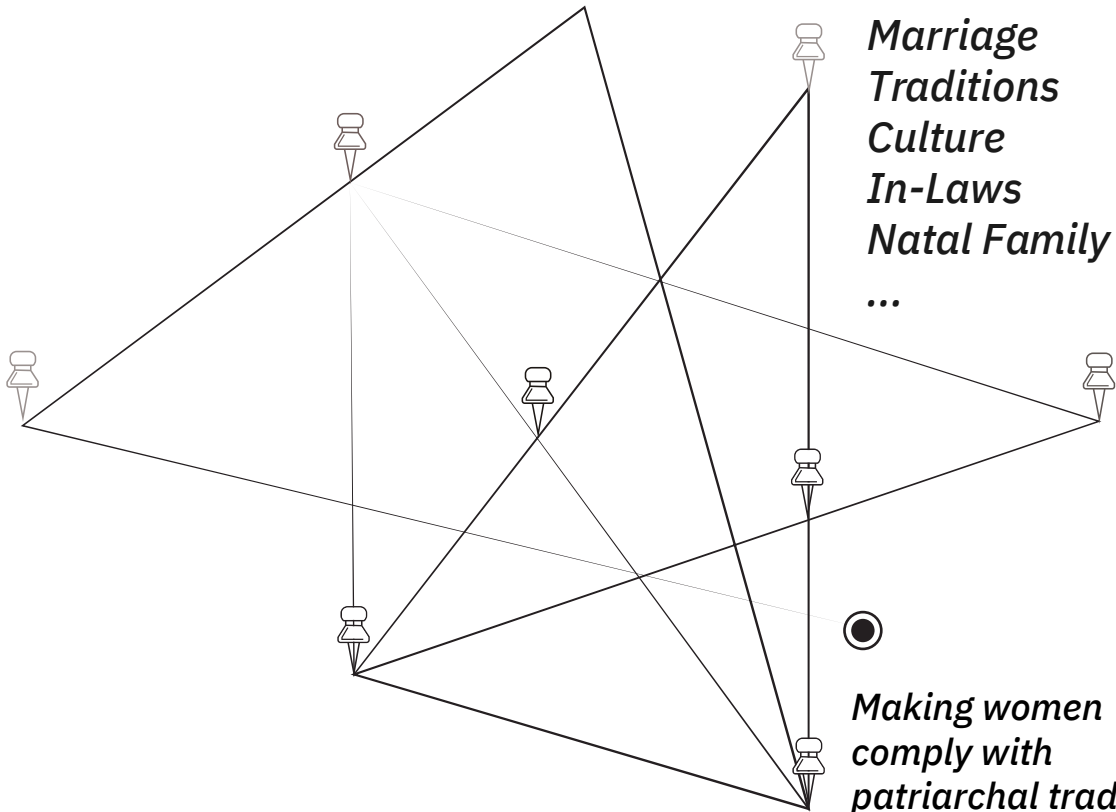 Marriage
Traditions
Culture
In-Laws
Natal Family
...
Making women
comply with
patriarchal trad